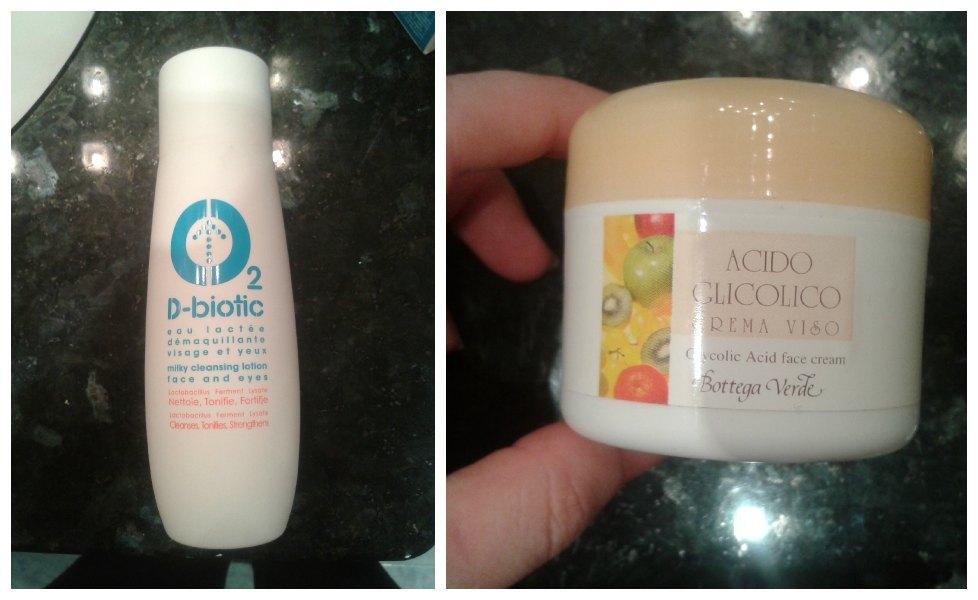 O2
D-biotic
eau lactée
démaquillante
visage et yeux
milky cleansing lotion
face and eyes
Lactobacillus Ferment Lysate
Nettoie, Tonifie, Fortifie
Lactobacillus Ferment Lysate
Cleanses, Tonifies, Strengthens
ACIDO
GLICOLICO
CREMA VISO
Glycolic Acid face cream
Bottega Verde